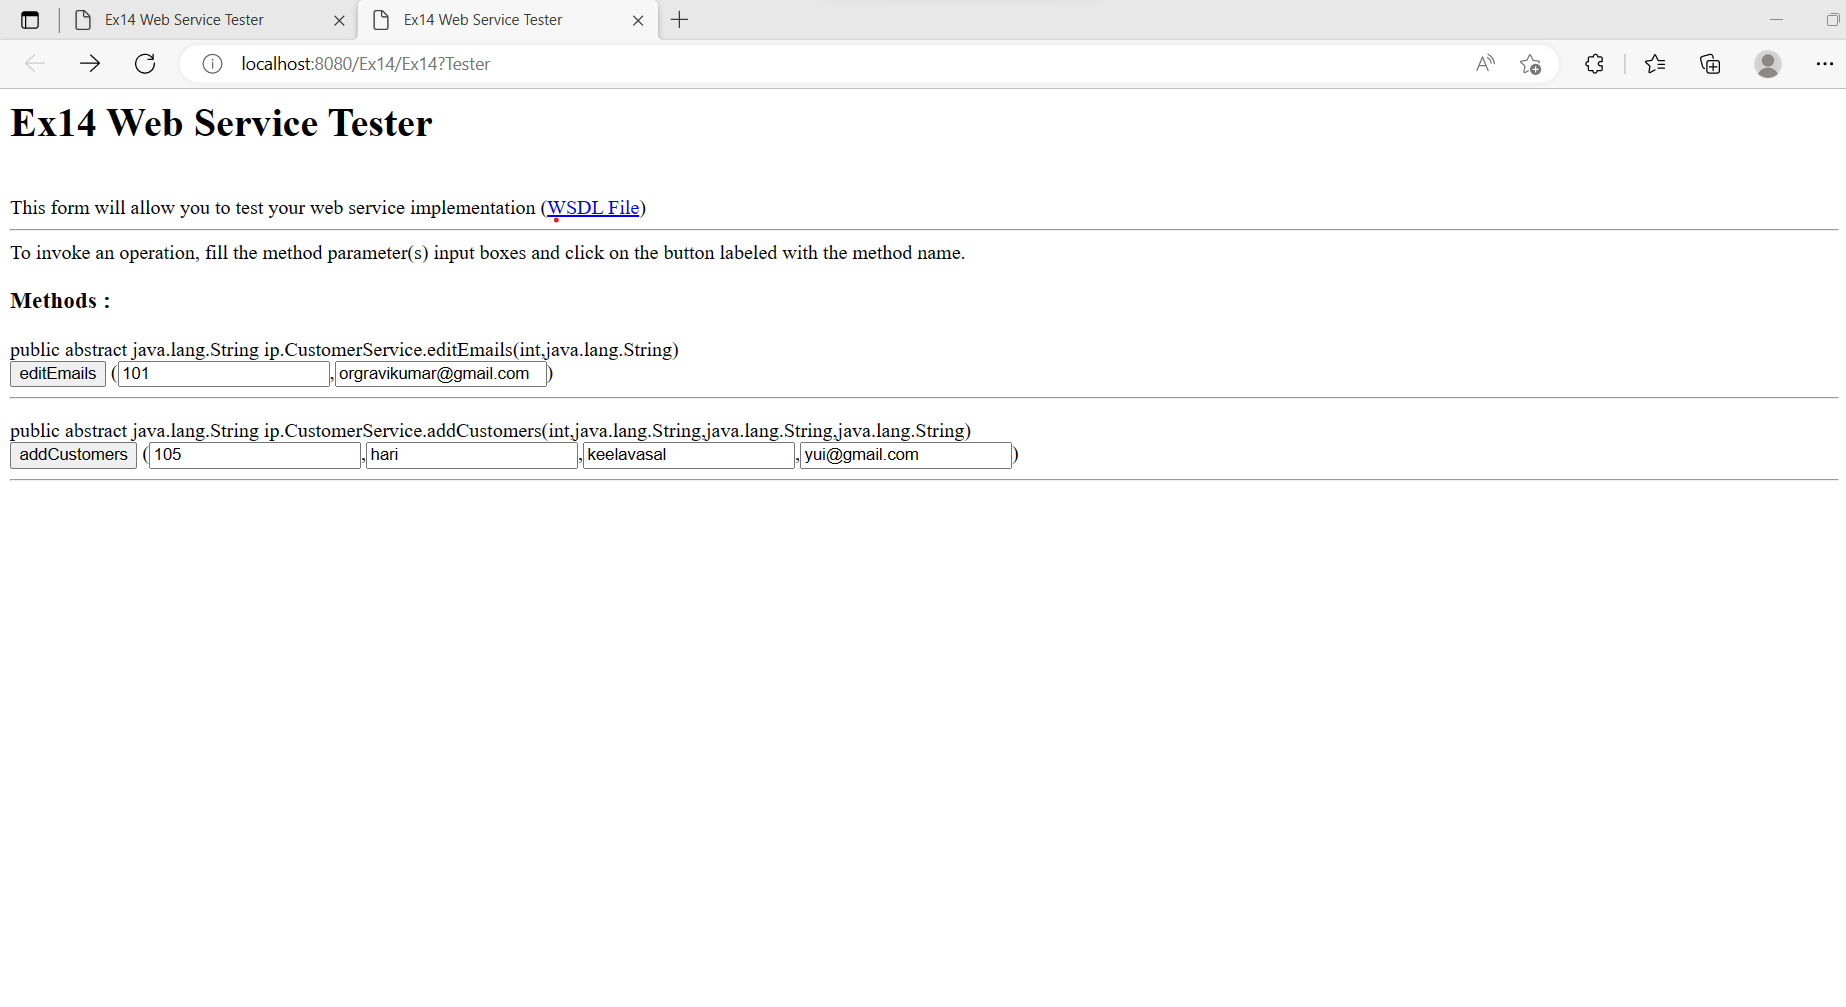 Ex14 Web Service Tester
Ex14 Web Service Tester
localhost:8080/Ex14/Ex14?Tester
Ex14 Web Service Tester
This form will allow you to test your web service implementation (WSDL File)
To invoke an operation, fill the method parameter(s) input boxes and click on the button labeled with the method name.
Methods :
public abstract java.lang.String ip.CustomerService.editEmails(int,java.lang.String)
editEmails (101,orgravikumar@gmail.com)
public abstract java.lang.String ip.CustomerService.addCustomers(int,java.lang.String,java.lang.String,java.lang.String)
addCustomers (105,hari,keelavasal,yui@gmail.com)